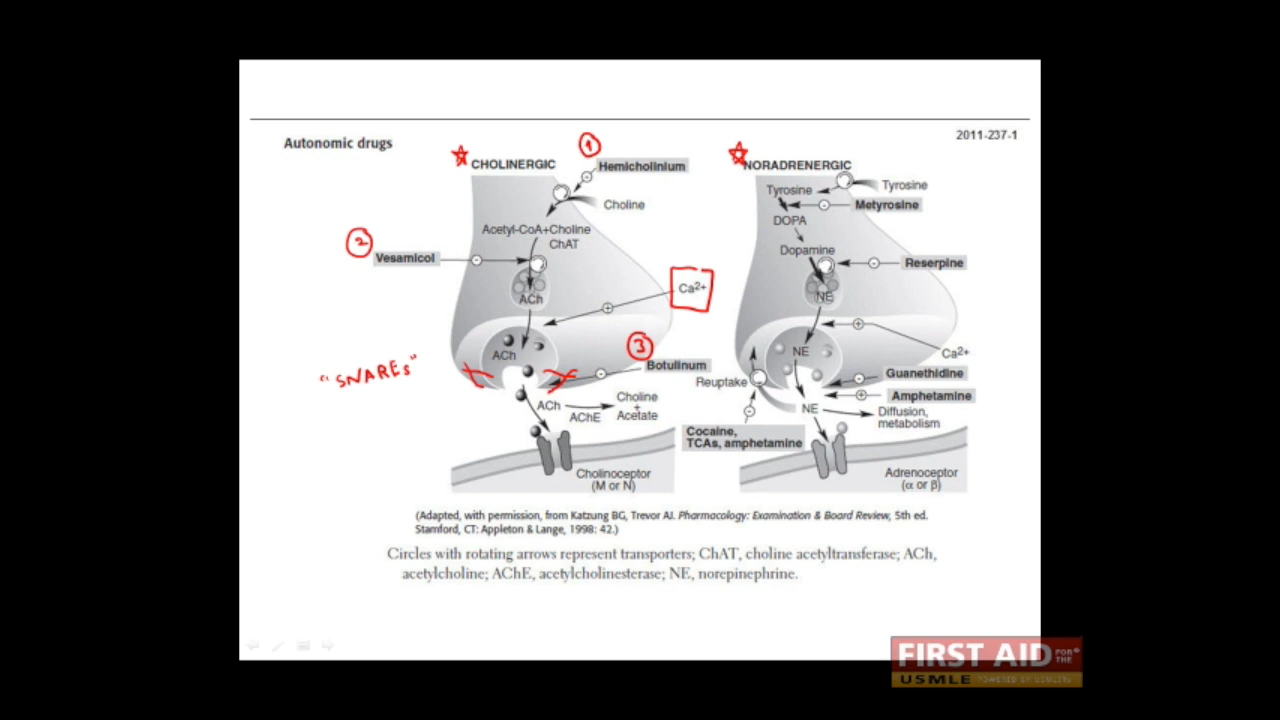 Autonomic drugs
2011-237-1
CHOLINERGIC
1
Hemicholinium
Choline
Acetyl-CoA+Choline
ChAT
2
Vesamicol
ACh
Ca2+
ACh
3
Botulinum
"SNAREs"
ACh
AChE
Choline
+
Acetate
Cholinoceptor
(M or N)
NORADRENERGIC
Tyrosine
Tyrosine
Metyrosine
DOPA
Dopamine
Reserpine
NE
NE
Ca2+
Guanethidine
Reuptake
Amphetamine
NE
Diffusion,
metabolism
Cocaine,
TCAs, amphetamine
Adrenoceptor
(α or β)
(Adapted, with permission, from Katzung BG, Trevor AJ. Pharmacology: Examination & Board Review, 5th ed.
Stamford, CT: Appleton & Lange, 1998: 42.)
Circles with rotating arrows represent transporters; ChAT, choline acetyltransferase; ACh,
acetylcholine; AChE, acetylcholinesterase; NE, norepinephrine.
FIRST AID FOR THE
USMLE